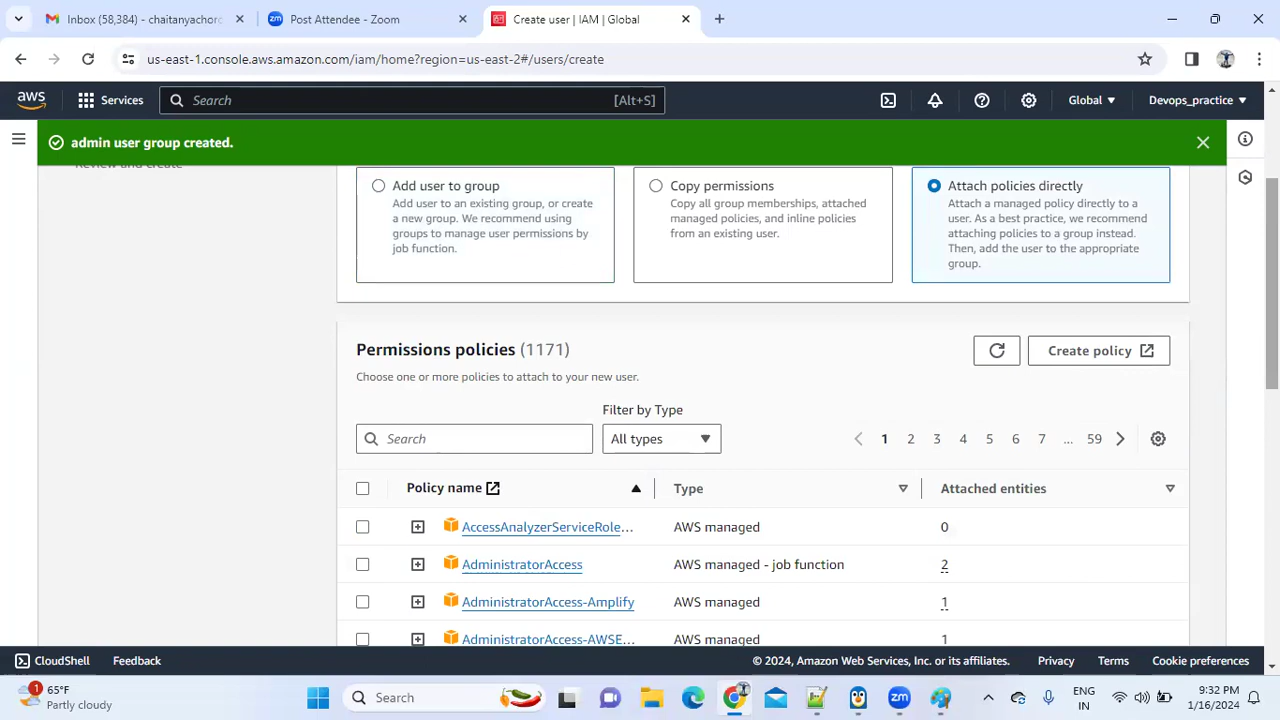 Inbox (58,384) - chaitanyachoro
Post Attendee - Zoom
Create user | IAM | Global
us-east-1.console.aws.amazon.com/iam/home?region=us-east-2#/users/create
aws
Services
Search
[Alt+S]
Global
Devops_practice
admin user group created.
Review and create
Add user to group
Add user to an existing group, or create
a new group. We recommend using
groups to manage user permissions by
job function.
Copy permissions
Copy all group memberships, attached
managed policies, and inline policies
from an existing user.
Attach policies directly
Attach a managed policy directly to a
user. As a best practice, we recommend
attaching policies to a group instead.
Then, add the user to the appropriate
group.
Permissions policies (1171)
Create policy
Choose one or more policies to attach to your new user.
Filter by Type
Search
All types
1 2 3 4 5 6 7 ... 59
Policy name
Type
Attached entities
AccessAnalyzerServiceRole... AWS managed 0
AdministratorAccess AWS managed - job function 2
AdministratorAccess-Amplify AWS managed 1
AdministratorAccess-AWSE... AWS managed 1
CloudShell
Feedback
© 2024, Amazon Web Services, Inc. or its affiliates.
Privacy
Terms
Cookie preferences
1
65°F
Partly cloudy
Search
ENG
IN
9:32 PM
1/16/2024